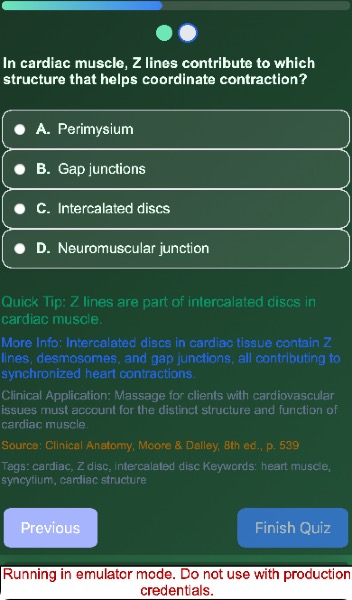 In cardiac muscle, Z lines contribute to which
structure that helps coordinate contraction?
A. Perimysium
B. Gap junctions
C. Intercalated discs
D. Neuromuscular junction
Quick Tip: Z lines are part of intercalated discs in
cardiac muscle.
More Info: Intercalated discs in cardiac tissue contain Z
lines, desmosomes, and gap junctions, all contributing to
synchronized heart contractions.
Clinical Application: Massage for clients with cardiovascular
issues must account for the distinct structure and function of
cardiac muscle.
Source: Clinical Anatomy, Moore & Dalley, 8th ed., p. 539
Tags: cardiac, Z disc, intercalated disc Keywords: heart muscle,
syncytium, cardiac structure
Previous
Finish Quiz
Running in emulator mode. Do not use with production
credentials.